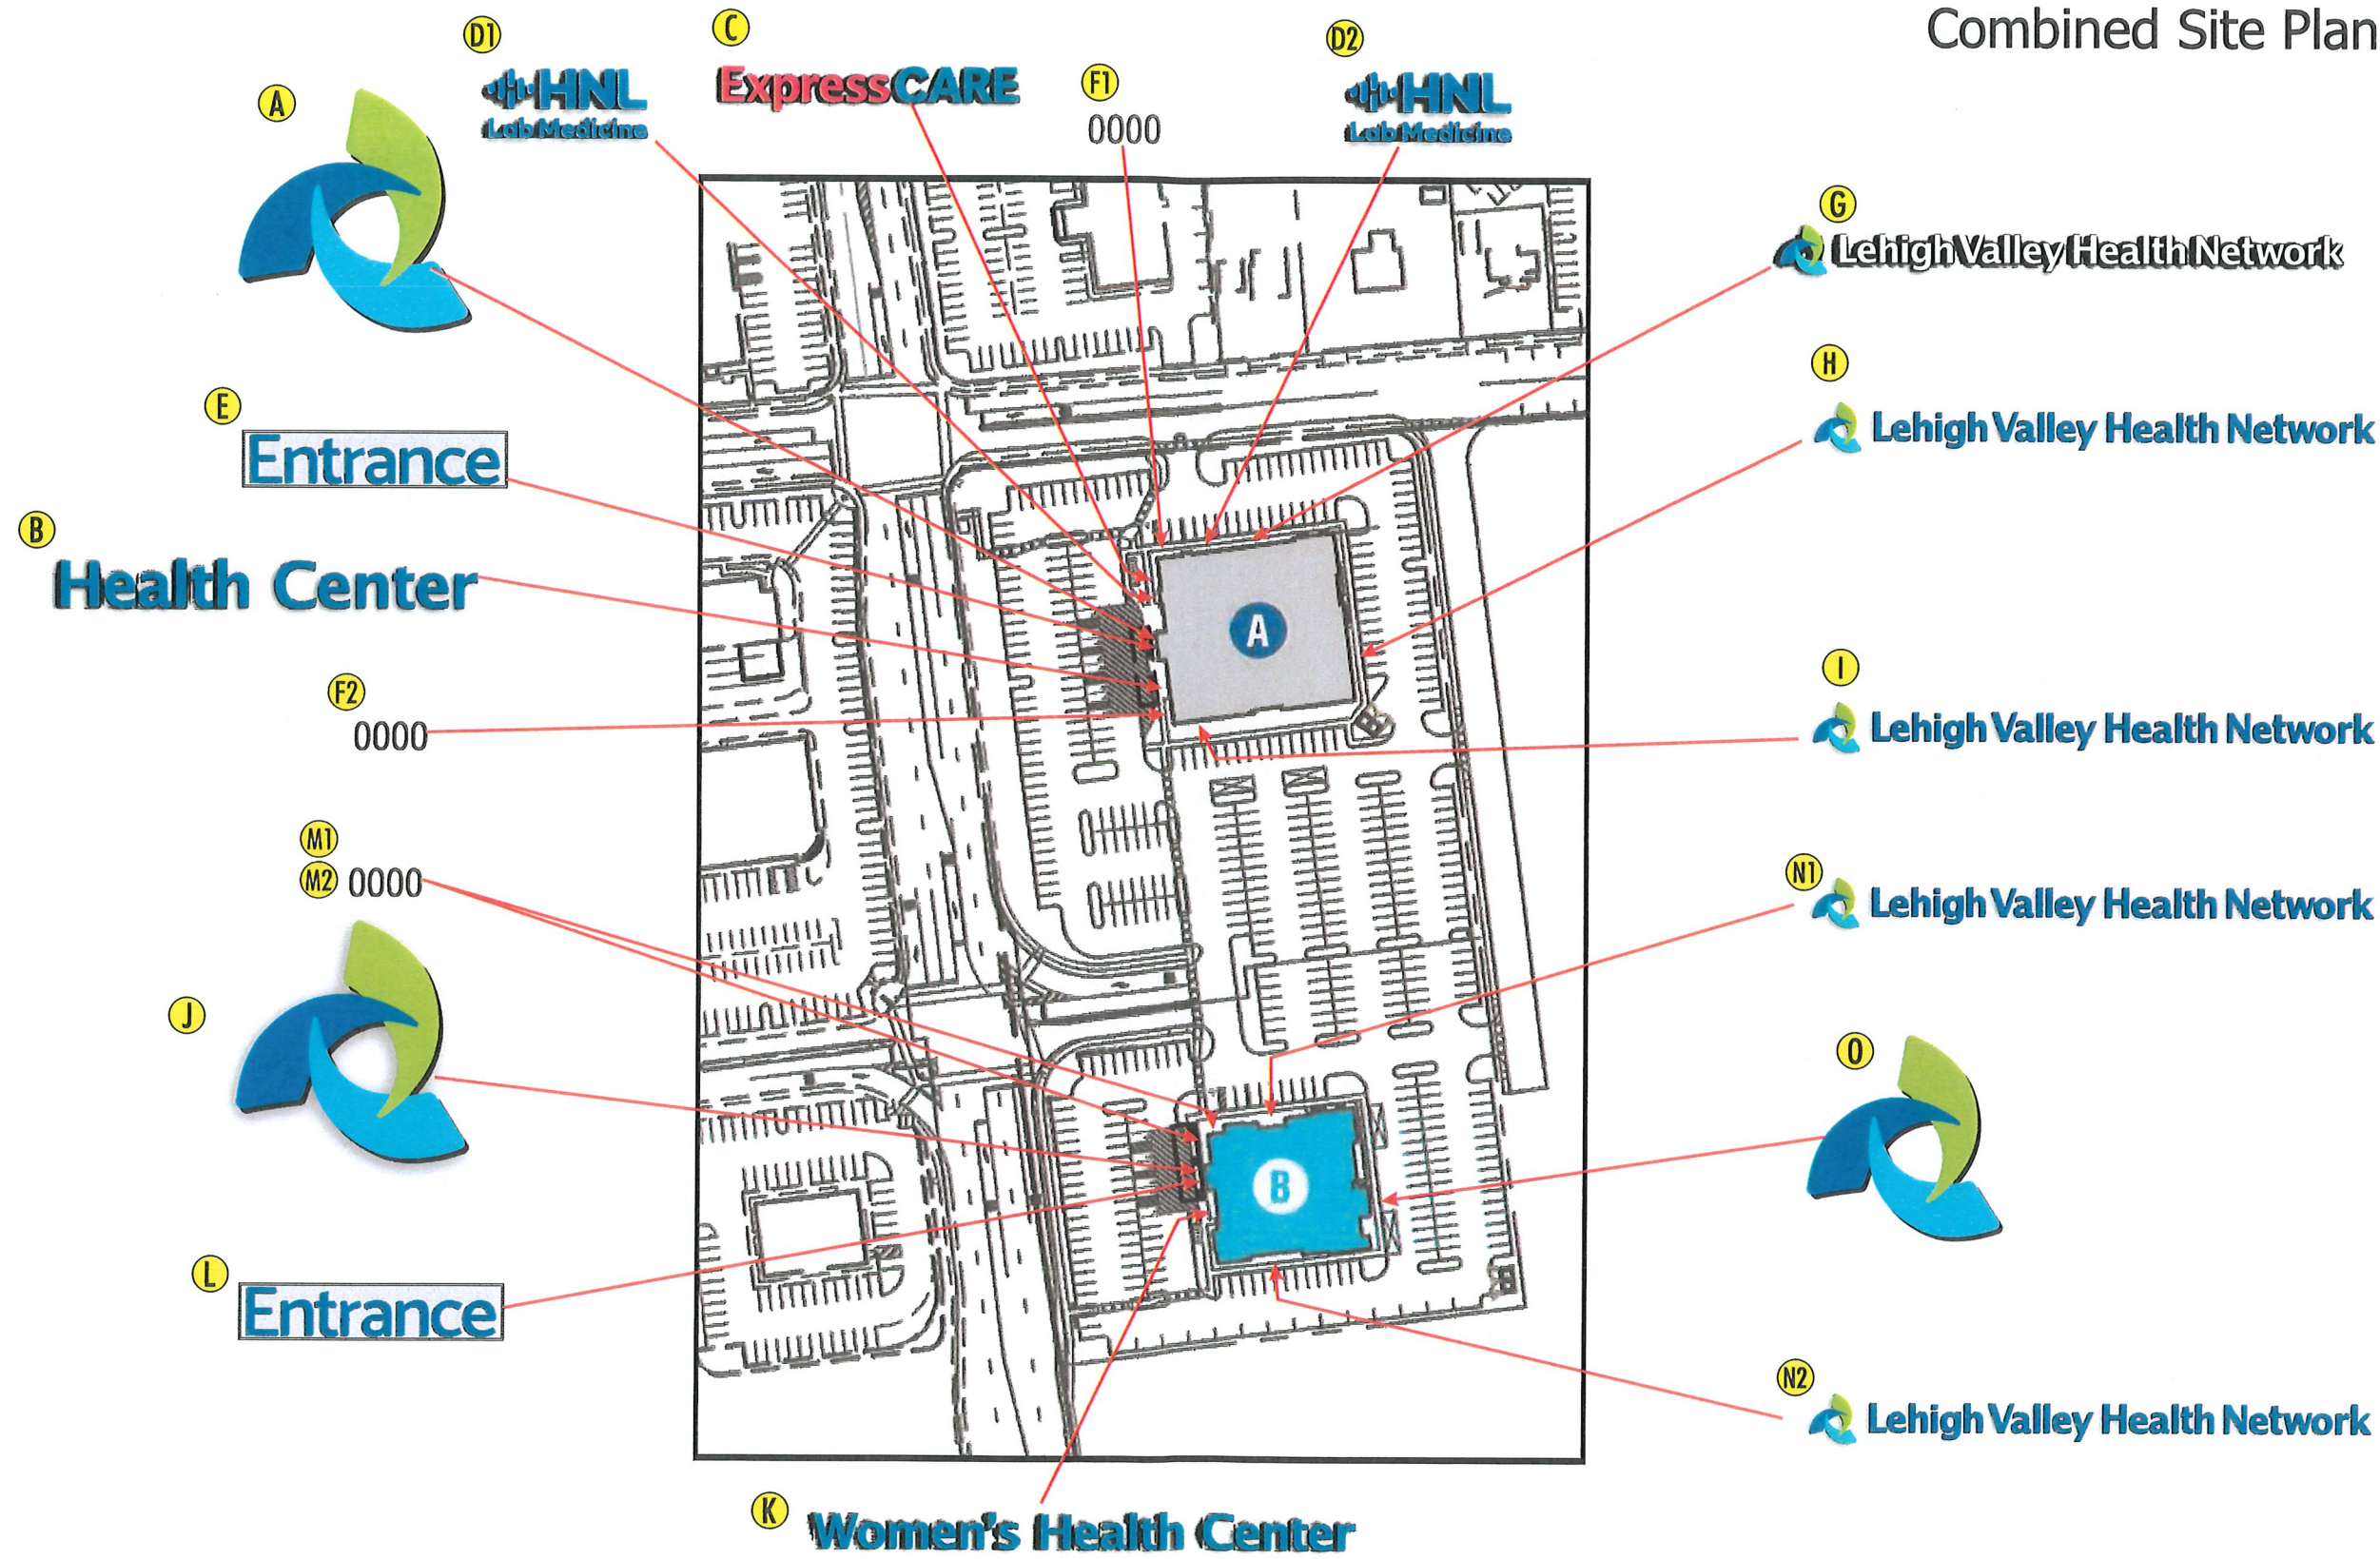 Combined Site Plan
D1
HNL
Lab Medicine
C
ExpressCARE
F1
0000
D2
HNL
Lab Medicine
A
G
Lehigh Valley Health Network
H
Lehigh Valley Health Network
E
Entrance
B
Health Center
A
I
Lehigh Valley Health Network
F2
0000
M1
M2 0000
N1
Lehigh Valley Health Network
J
O
B
L
Entrance
N2
Lehigh Valley Health Network
K
Women's Health Center